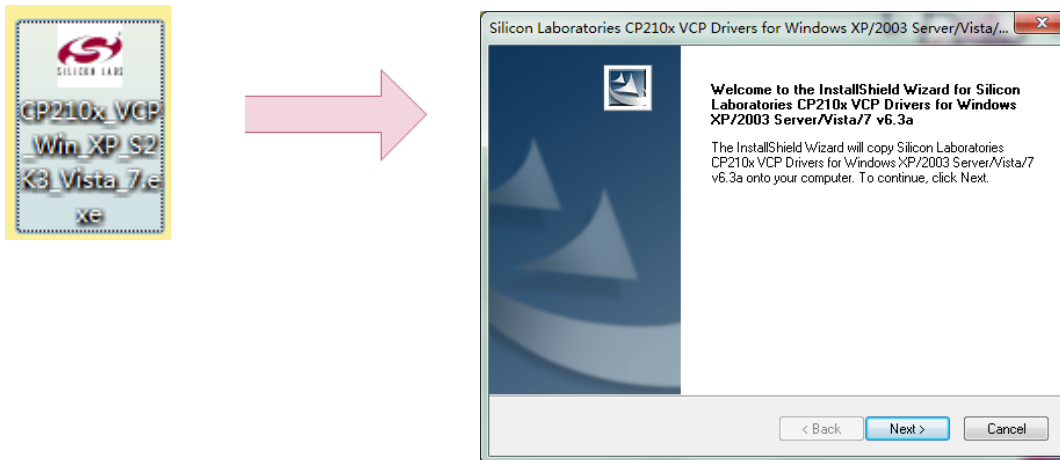 SILICON LABS
CP210x_VCP
_Win_XP_S2
K3_Vista_7.e
xe
Silicon Laboratories CP210x VCP Drivers for Windows XP/2003 Server/Vista/...
Welcome to the InstallShield Wizard for Silicon
Laboratories CP210x VCP Drivers for Windows
XP/2003 Server/Vista/7 v6.3a
The InstallShield Wizard will copy Silicon Laboratories
CP210x VCP Drivers for Windows XP/2003 Server/Vista/7
v6.3a onto your computer. To continue, click Next.
< Back
Next >
Cancel